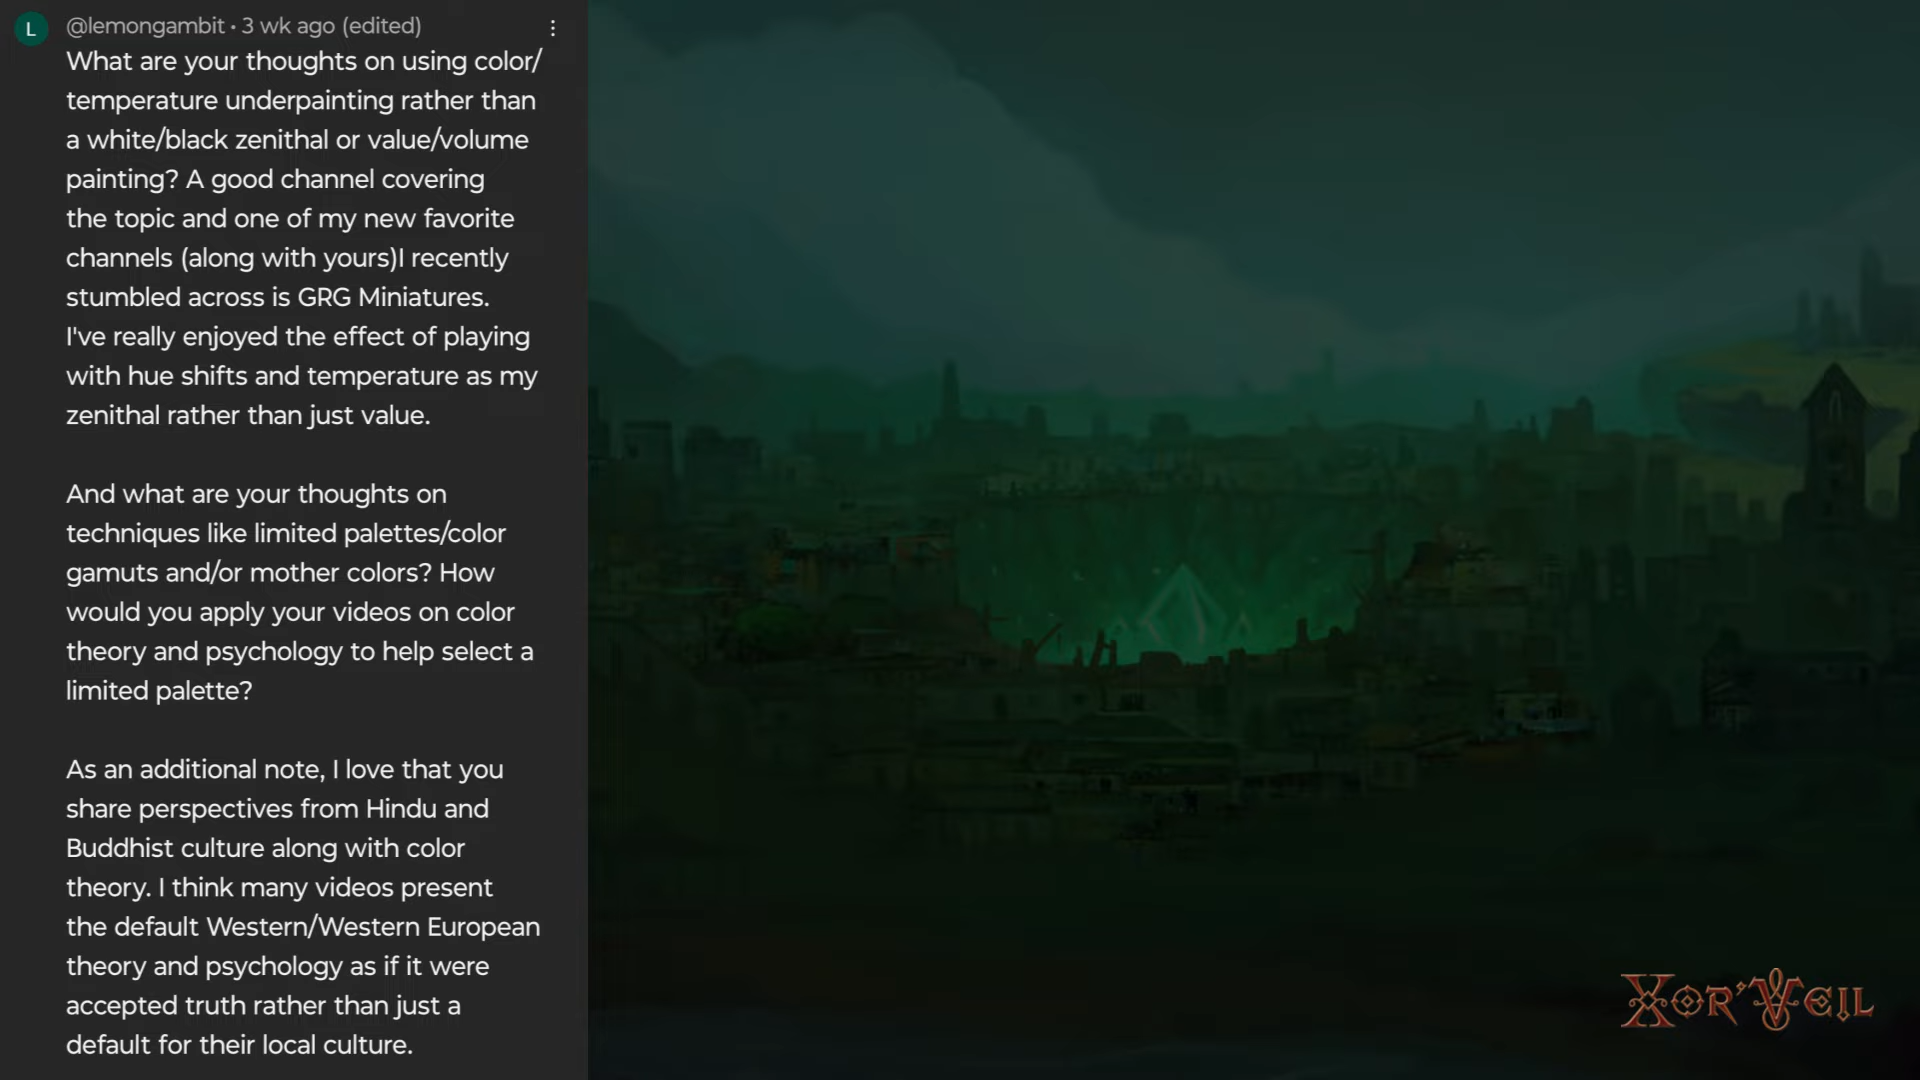 L
@lemongambit • 3 wk ago (edited)
What are your thoughts on using color/
temperature underpainting rather than
a white/black zenithal or value/volume
painting? A good channel covering
the topic and one of my new favorite
channels (along with yours)I recently
stumbled across is GRG Miniatures.
I've really enjoyed the effect of playing
with hue shifts and temperature as my
zenithal rather than just value.
And what are your thoughts on
techniques like limited palettes/color
gamuts and/or mother colors? How
would you apply your videos on color
theory and psychology to help select a
limited palette?
As an additional note, I love that you
share perspectives from Hindu and
Buddhist culture along with color
theory. I think many videos present
the default Western/Western European
theory and psychology as if it were
accepted truth rather than just a
default for their local culture.
Xor'Veil